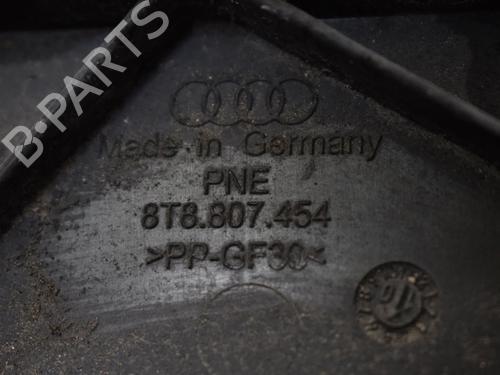 B-PARTS
Made in Germany
PNE
8T8.807.454
>PP-GF30<